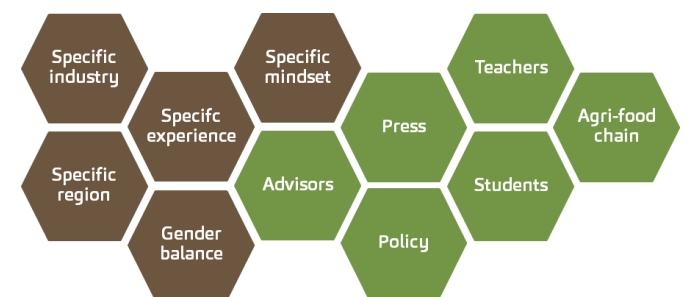 Specific
industry
Specifc
experience
Specific
mindset
Specific
region
Gender
balance
Advisors
Press
Policy
Teachers
Students
Agri-food
chain